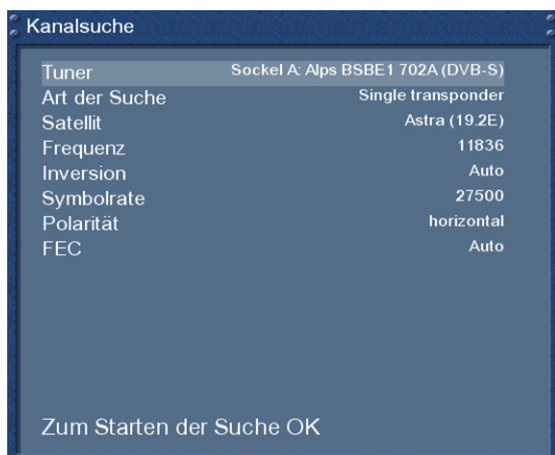 Kanalsuche
Tuner Sockel A: Alps BSBE1 702A (DVB-S)
Art der Suche Single transponder
Satellit Astra (19.2E)
Frequenz 11836
Inversion Auto
Symbolrate 27500
Polarität horizontal
FEC Auto
Zum Starten der Suche OK